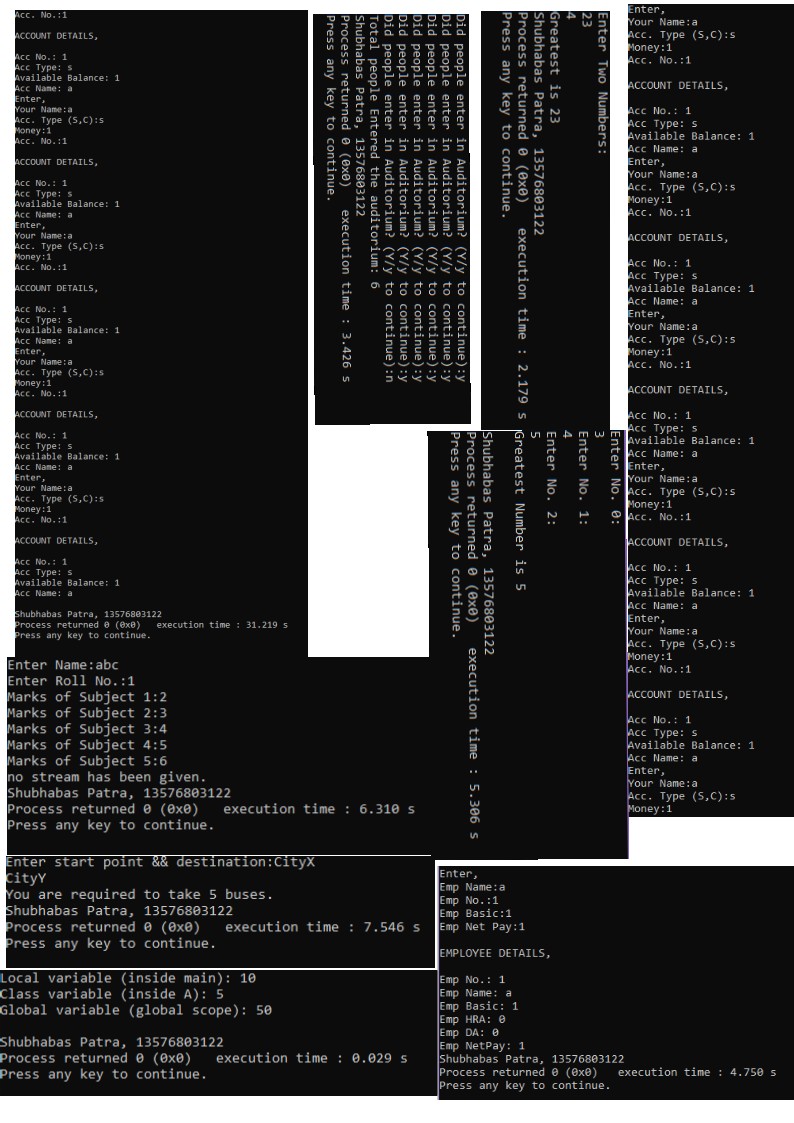 Acc. No.:1
ACCOUNT DETAILS,
Acc No.: 1
Acc Type: s
Available Balance: 1
Acc Name: a
Enter,
Your Name:a
Acc. Type (S,C):s
Money:1
Acc. No.:1
ACCOUNT DETAILS,
Acc No.: 1
Acc Type: s
Available Balance: 1
Acc Name: a
Enter,
Your Name:a
Acc. Type (S,C):s
Money:1
Acc. No.:1
ACCOUNT DETAILS,
Acc No.: 1
Acc Type: s
Available Balance: 1
Acc Name: a
Enter,
Your Name:a
Acc. Type (S,C):s
Money:1
Acc. No.:1
ACCOUNT DETAILS,
Acc No.: 1
Acc Type: s
Available Balance: 1
Acc Name: a
Enter,
Your Name:a
Acc. Type (S,C):s
Money:1
Acc. No.:1
ACCOUNT DETAILS,
Acc No.: 1
Acc Type: s
Available Balance: 1
Acc Name: a
Shubhabas Patra, 13576803122
Process returned 0 (0x0)   execution time : 31.219 s
Press any key to continue.
Did people enter in Auditorium? (Y/y to continue):y
Did people enter in Auditorium? (Y/y to continue):y
Did people enter in Auditorium? (Y/y to continue):y
Did people enter in Auditorium? (Y/y to continue):y
Did people enter in Auditorium? (Y/y to continue):y
Did people enter in Auditorium? (Y/y to continue):n
Total people Entered the auditorium: 6
Shubhabas Patra, 13576803122
Process returned 0 (0x0)   execution time : 3.426 s
Press any key to continue.
Enter Two Numbers:
23
4
Greatest is 23
Shubhabas Patra, 13576803122
Process returned 0 (0x0)   execution time : 2.179 s
Press any key to continue.
Enter,
Your Name:a
Acc. Type (S,C):s
Money:1
Acc. No.:1
ACCOUNT DETAILS,
Acc No.: 1
Acc Type: s
Available Balance: 1
Acc Name: a
Enter,
Your Name:a
Acc. Type (S,C):s
Money:1
Acc. No.:1
ACCOUNT DETAILS,
Acc No.: 1
Acc Type: s
Available Balance: 1
Acc Name: a
Enter,
Your Name:a
Acc. Type (S,C):s
Money:1
Acc. No.:1
ACCOUNT DETAILS,
Acc No.: 1
Acc Type: s
Available Balance: 1
Acc Name: a
Enter,
Your Name:a
Acc. Type (S,C):s
Money:1
Acc. No.:1
ACCOUNT DETAILS,
Acc No.: 1
Acc Type: s
Available Balance: 1
Acc Name: a
Enter,
Your Name:a
Acc. Type (S,C):s
Money:1
Acc. No.:1
ACCOUNT DETAILS,
Acc No.: 1
Acc Type: s
Available Balance: 1
Acc Name: a
Enter,
Your Name:a
Acc. Type (S,C):s
Money:1
Enter No. 0:
3
Enter No. 1:
4
Enter No. 2:
5
Greatest Number is 5
Shubhabas Patra, 13576803122
Process returned 0 (0x0)   execution time : 5.306 s
Press any key to continue.
Enter Name:abc
Enter Roll No.:1
Marks of Subject 1:2
Marks of Subject 2:3
Marks of Subject 3:4
Marks of Subject 4:5
Marks of Subject 5:6
no stream has been given.
Shubhabas Patra, 13576803122
Process returned 0 (0x0)   execution time : 6.310 s
Press any key to continue.
Enter start point && destination:CityX
CityY
You are required to take 5 buses.
Shubhabas Patra, 13576803122
Process returned 0 (0x0)   execution time : 7.546 s
Press any key to continue.
Local variable (inside main): 10
Class variable (inside A): 5
Global variable (global scope): 50
Shubhabas Patra, 13576803122
Process returned 0 (0x0)   execution time : 0.029 s
Press any key to continue.
Enter,
Emp Name:a
Emp No.:1
Emp Basic:1
Emp Net Pay:1
EMPLOYEE DETAILS,
Emp No.: 1
Emp Name: a
Emp Basic: 1
Emp HRA: 0
Emp DA: 0
Emp NetPay: 1
Shubhabas Patra, 13576803122
Process returned 0 (0x0)   execution time : 4.750 s
Press any key to continue.